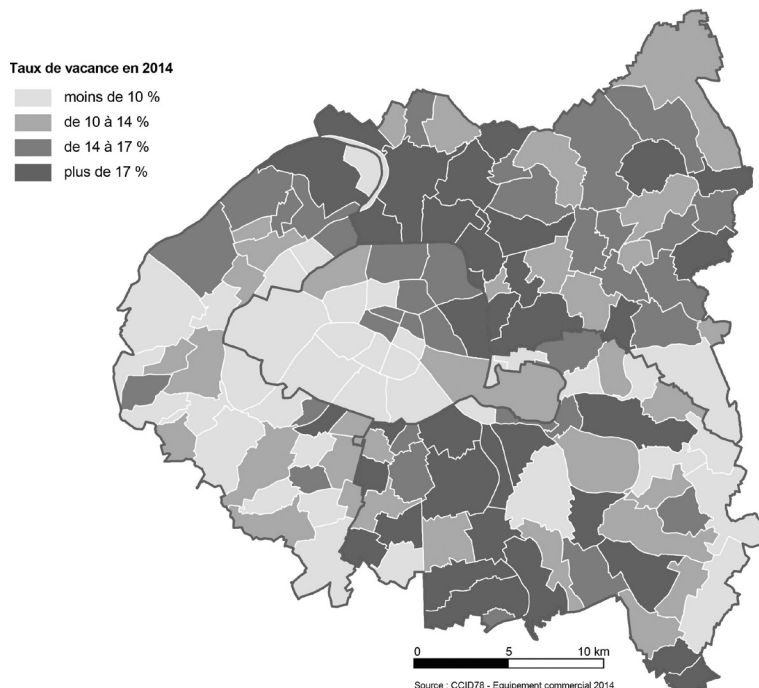 Taux de vacance en 2014
moins de 10 %
de 10 à 14 %
de 14 à 17 %
plus de 17 %
0 5 10 km
Source : CCID78 - Equipement commercial 2014